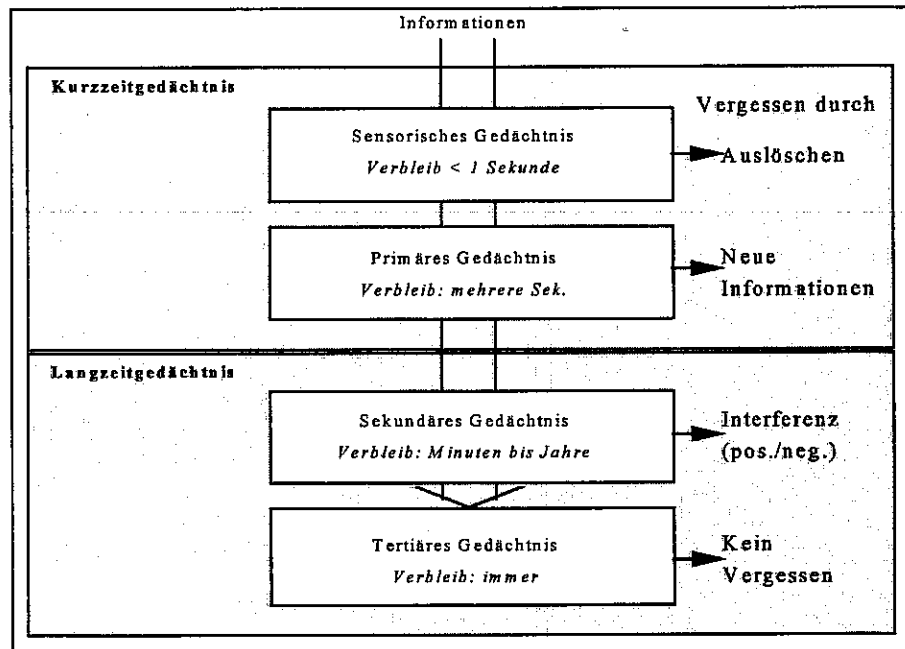 Informationen
Kurzzeitgedächtnis
Vergessen durch
Sensorisches Gedächtnis
Verbleib < 1 Sekunde
Auslöschen
Primäres Gedächtnis
Verbleib: mehrere Sek.
Neue
Informationen
Langzeitgedächtnis
Sekundäres Gedächtnis
Verbleib: Minuten bis Jahre
Interferenz
(pos./neg.)
Tertiäres Gedächtnis
Verbleib: immer
Kein
Vergessen